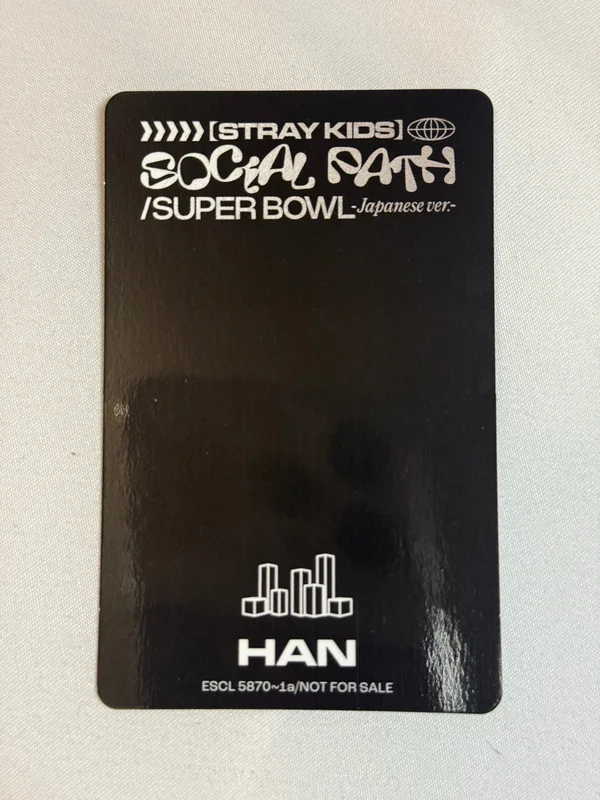 [STRAY KIDS]
SOCIAL PATH
/SUPER BOWL-Japanese ver.-
HAN
ESCL 5870~1a/NOT FOR SALE